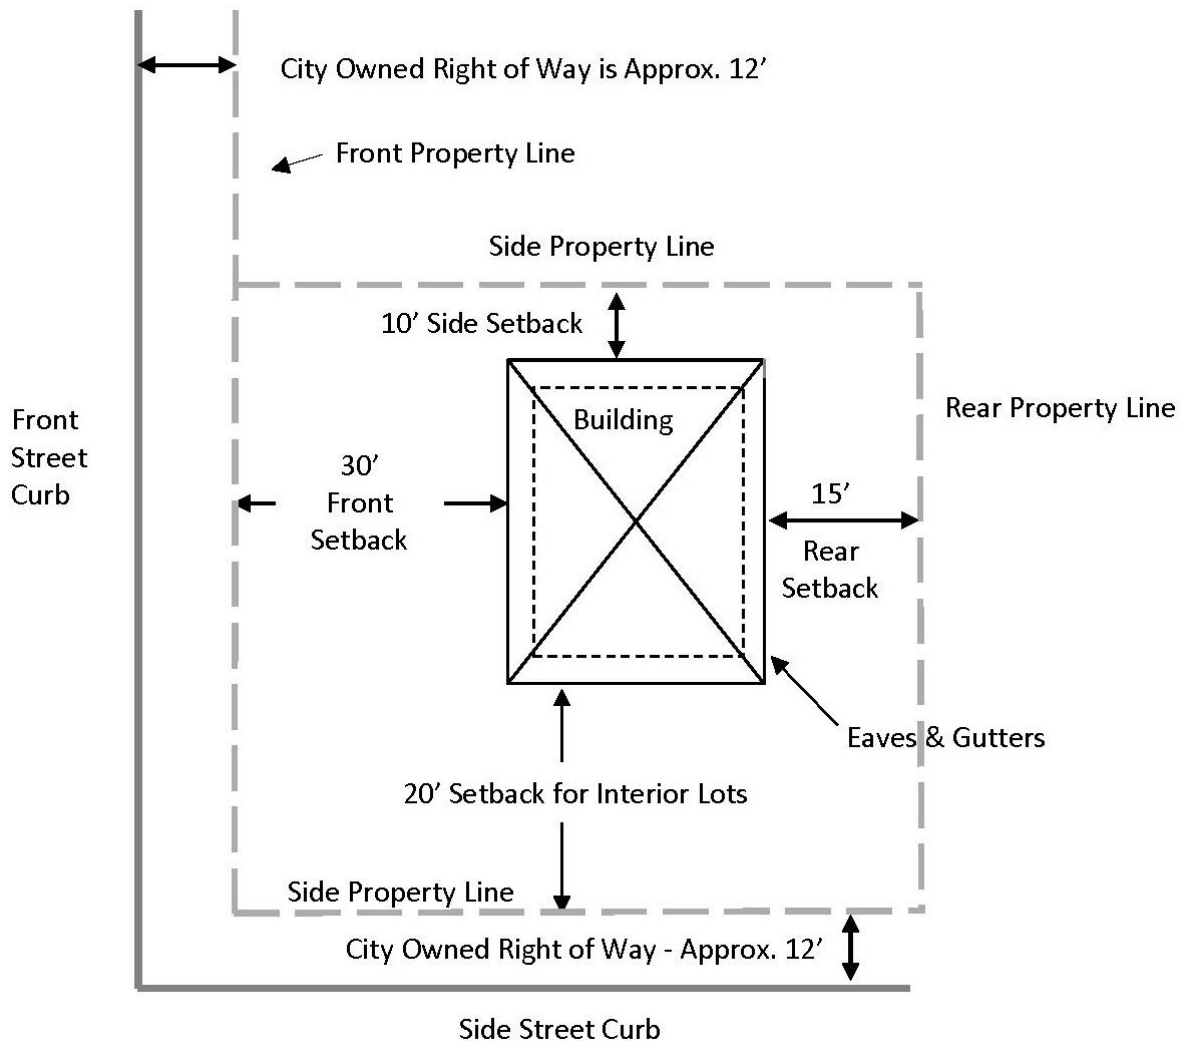 City Owned Right of Way is Approx. 12’
Front Property Line
Side Property Line
10’ Side Setback
Building
Rear Property Line
Front
Street
Curb
30’
Front
Setback
15’
Rear
Setback
Eaves & Gutters
20’ Setback for Interior Lots
Side Property Line
City Owned Right of Way - Approx. 12’
Side Street Curb